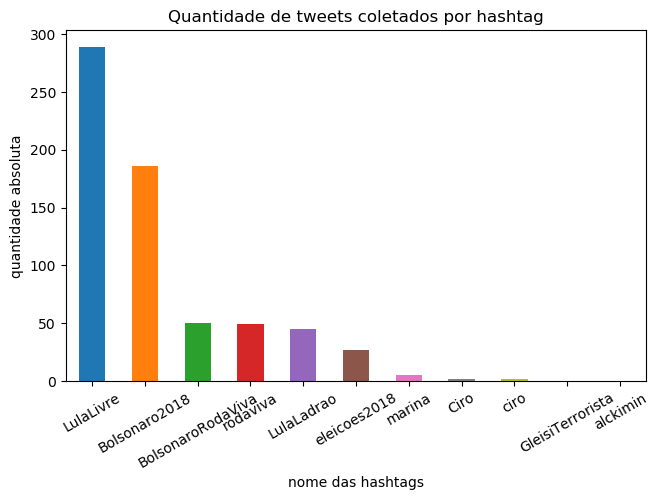 Quantidade de tweets coletados por hashtag
quantidade absoluta
300
250
200
150
100
50
0
LulaLivre
Bolsonaro2018
BolsonaroRodaViva
rodaviva
LulaLadrao
eleicoes2018
marina
Ciro
ciro
GleisiTerrorista
alckimin
nome das hashtags